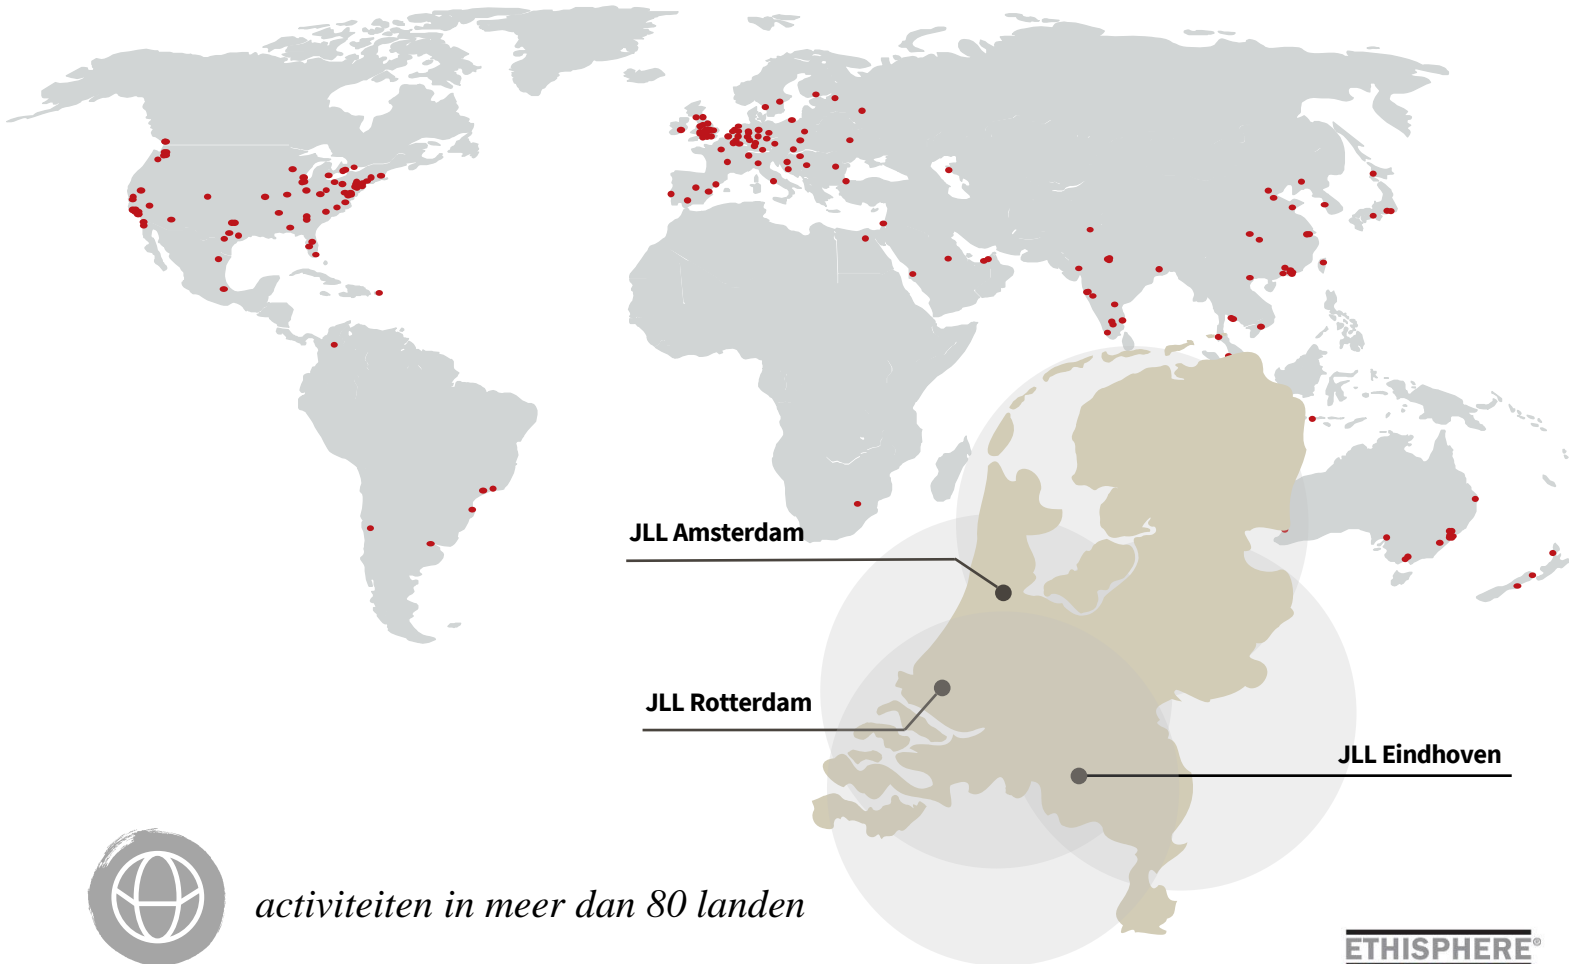 JLL Amsterdam
JLL Rotterdam
JLL Eindhoven
activiteiten in meer dan 80 landen
ETHISPHERE®